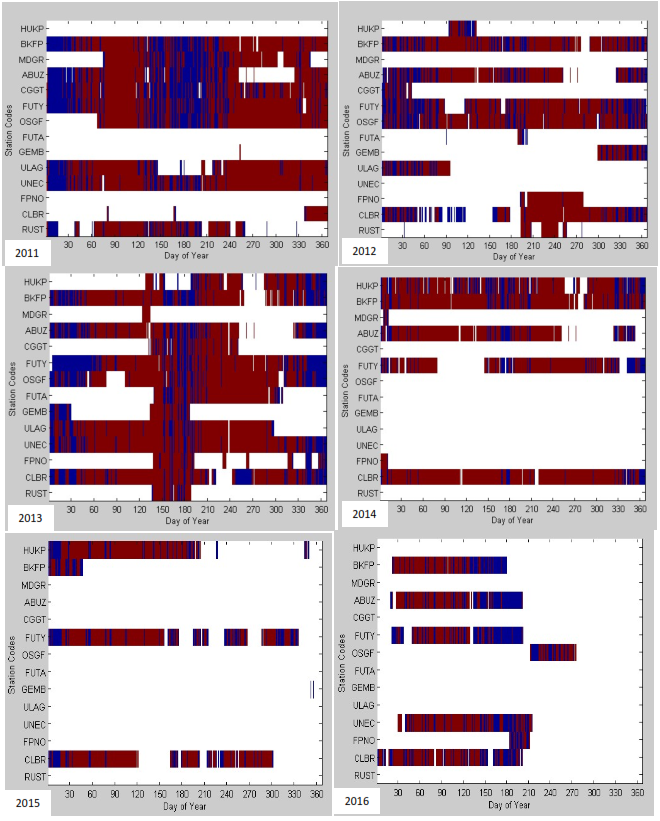 HUKP
BKFP
MDGR
ABUZ
CGGT
FUTY
OSGF
FUTA
GEMB
ULAG
UNEC
FPNO
CLBR
RUST
Station Codes
30 60 90 120 150 180 210 240 270 300 330 360
Day of Year
2011
HUKP
BKFP
MDGR
ABUZ
CGGT
FUTY
OSGF
FUTA
GEMB
ULAG
UNEC
FPNO
CLBR
RUST
Station Codes
30 60 90 120 150 180 210 240 270 300 330 360
Day of Year
2012
HUKP
BKFP
MDGR
ABUZ
CGGT
FUTY
OSGF
FUTA
GEMB
ULAG
UNEC
FPNO
CLBR
RUST
Station Codes
30 60 90 120 150 180 210 240 270 300 330 360
Day of Year
2013
HUKP
BKFP
MDGR
ABUZ
CGGT
FUTY
OSGF
FUTA
GEMB
ULAG
UNEC
FPNO
CLBR
RUST
Station Codes
30 60 90 120 150 180 210 240 270 300 330 360
Day of Year
2014
HUKP
BKFP
MDGR
ABUZ
CGGT
FUTY
OSGF
FUTA
GEMB
ULAG
UNEC
FPNO
CLBR
RUST
Station Codes
30 60 90 120 150 180 210 240 270 300 330 360
Day of Year
2015
HUKP
BKFP
MDGR
ABUZ
CGGT
FUTY
OSGF
FUTA
GEMB
ULAG
UNEC
FPNO
CLBR
RUST
Station Codes
30 60 90 120 150 180 210 240 270 300 330 360
Day of Year
2016